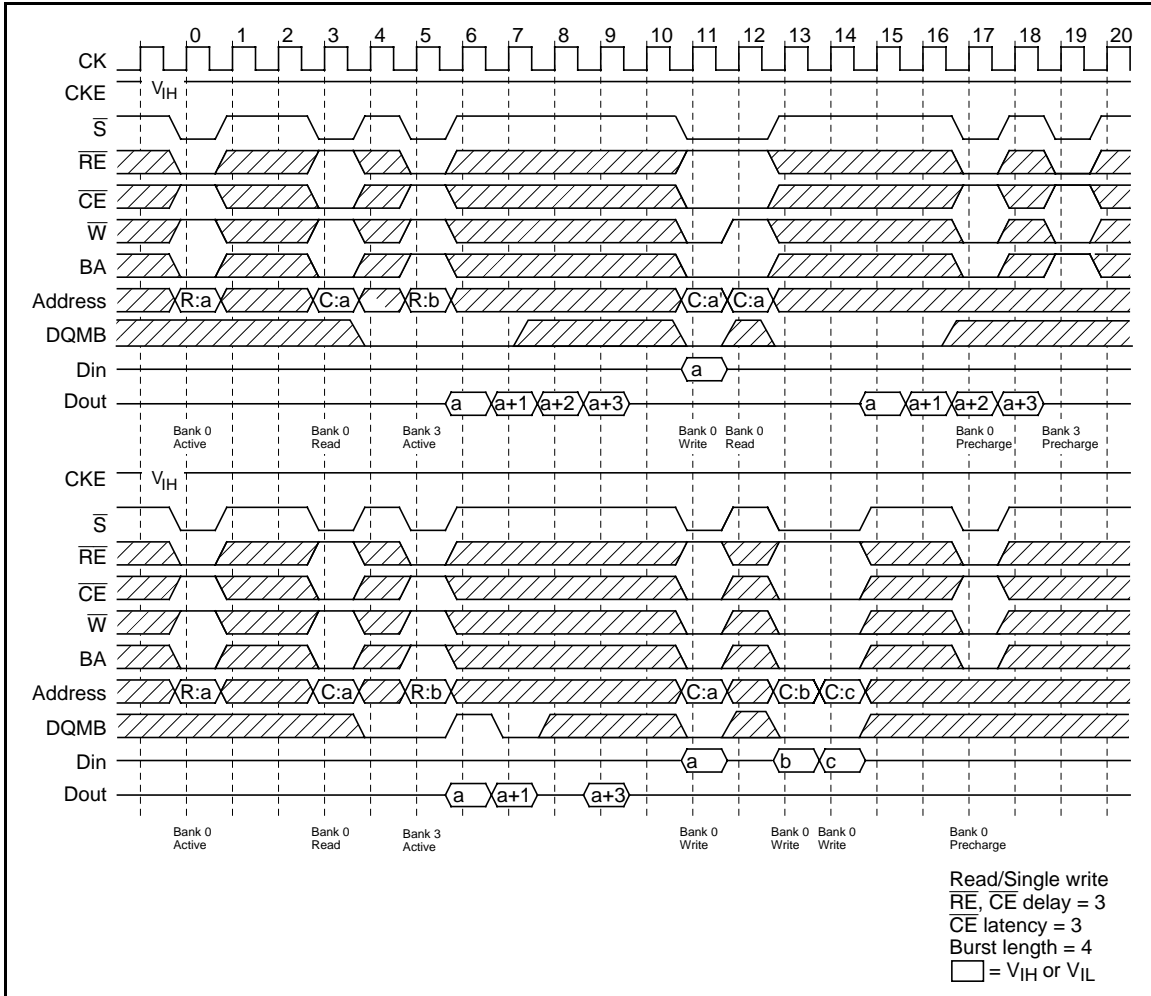 0 1 2 3 4 5 6 7 8 9 10 11 12 13 14 15 16 17 18 19 20
CK
CKE VIH
S
RE
CE
W
BA
Address R:a C:a R:b C:a C:a
DQMB
Din a
Dout a a+1 a+2 a+3 a a+1 a+2 a+3
Bank 0 Bank 0 Bank 3 Bank 0 Bank 0 Bank 0 Bank 3
Active Read Active Write Read Precharge Precharge
CKE VIH
S
RE
CE
W
BA
Address R:a C:a R:b C:a C:b C:c
DQMB
Din a b c
Dout a a+1 a+3
Bank 0 Bank 0 Bank 3 Bank 0 Bank 0 Bank 0 Bank 0
Active Read Active Write Write Write Precharge
Read/Single write
RE, CE delay = 3
CE latency = 3
Burst length = 4
= VIH or VIL